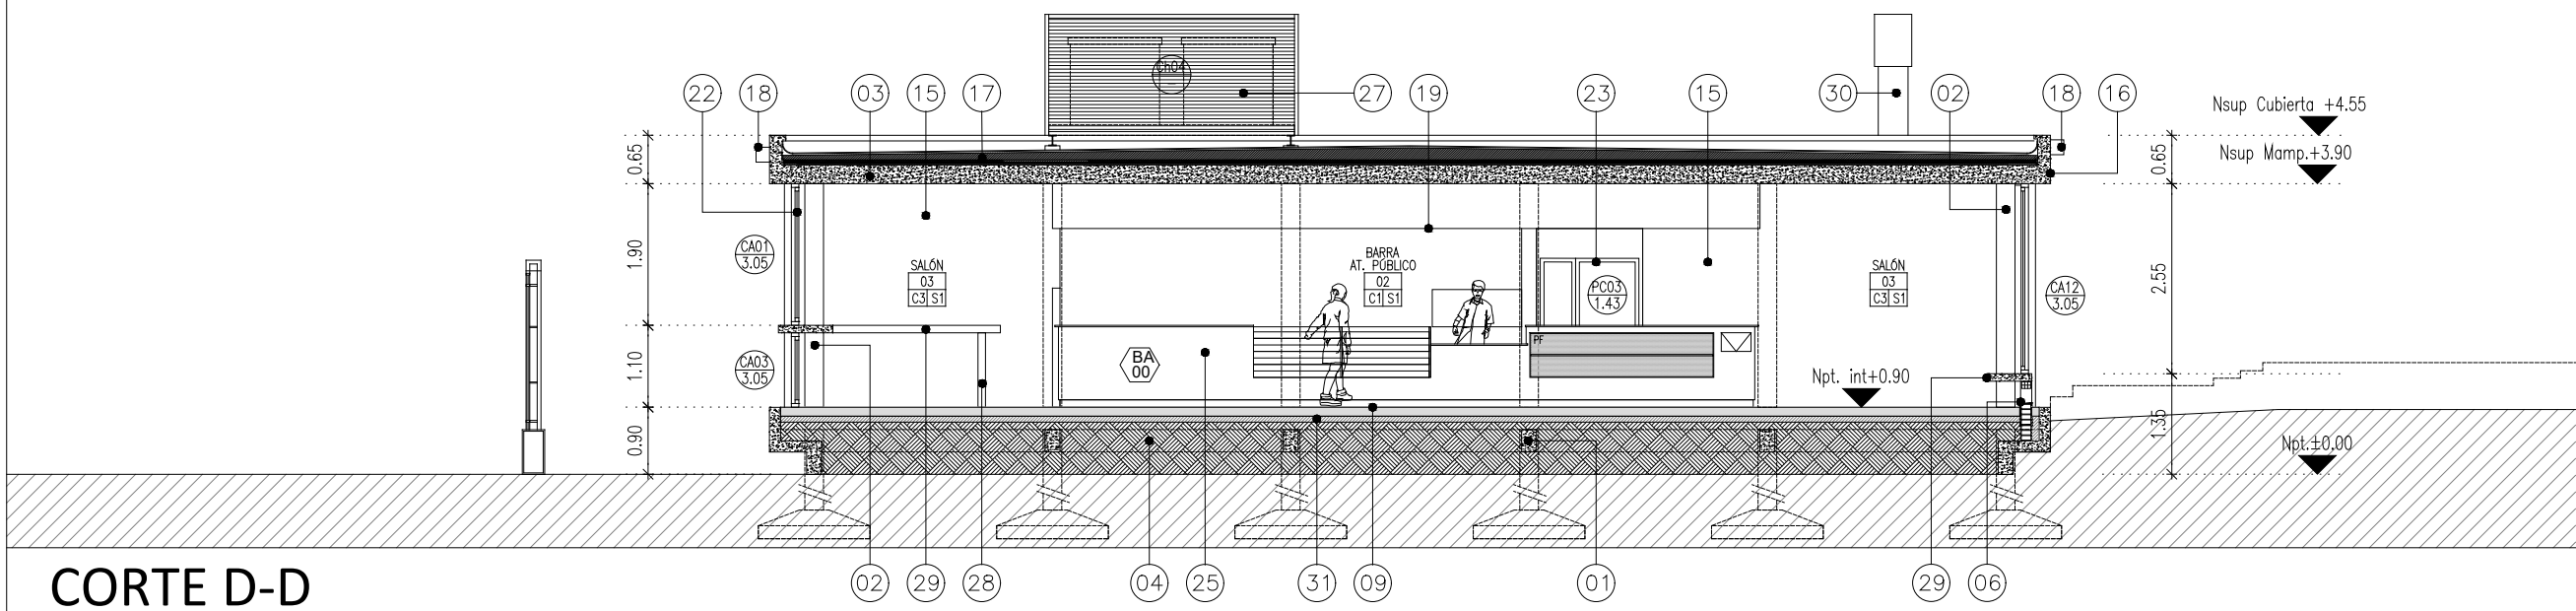 Ch04
22
18
03
15
17
27
19
23
15
30
02
18
16
Nsup Cubierta +4.55
Nsup Mamp.+3.90
0.65
0.65
1.90
CA01
3.05
SALÓN
03
C3 S1
BARRA
AT. PÚBLICO
02
C1 S1
PC03
1.43
SALÓN
03
C3 S1
CA12
3.05
2.55
1.10
CA03
3.05
BA
00
PF
Npt. int+0.90
0.90
1.35
Npt.±0.00
02
29
28
04
25
31
09
01
29
06
CORTE D-D